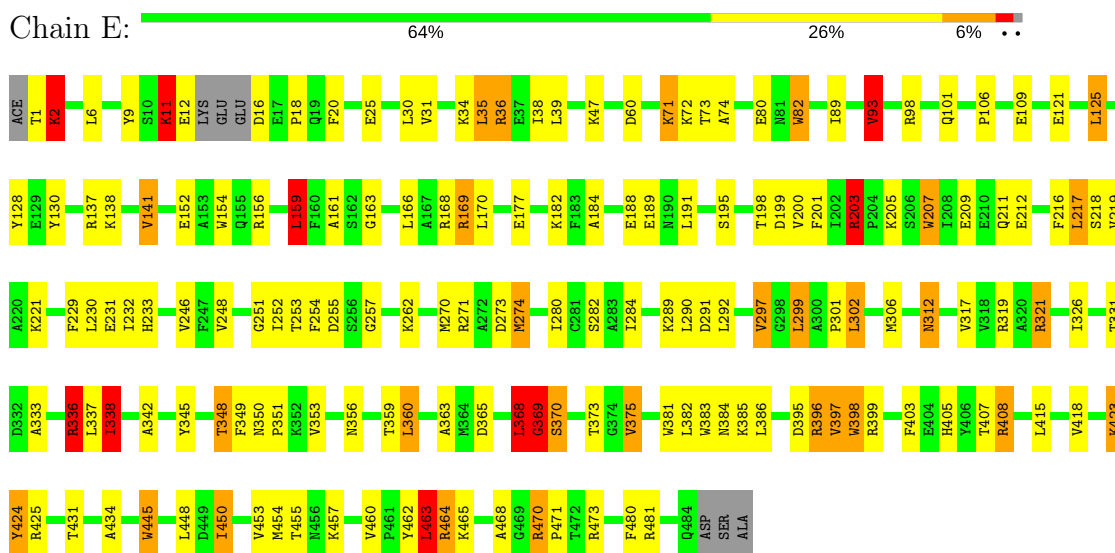 Chain E:
64% 26% 6% • •
ACE T1 K2 L6 Y9 S10 K11 E12 LYS GLU GLU D16 E17 P18 Q19 F20 E25 L30 V31 K34 L35 R36 E37 I38 L39 K47 D60 K71 K72 T73 A74 E80 N81 W82 I89 V93 R98 Q101 P106 E109 E121 L125
Y128 E129 Y130 R137 K138 V141 E152 A153 W154 Q155 R156 L159 F160 A161 S162 G163 L166 A167 R168 R169 L170 E177 K182 F183 A184 E188 E189 N190 L191 S195 T198 D199 V200 F201 I202 R203 P204 K205 S206 W207 I208 E209 E210 Q211 E212 F216 L217 S218 V219
A220 K221 F229 L230 E231 I232 H233 V246 F247 V248 G251 I252 T253 F254 D255 S256 G257 K262 M270 R271 A272 D273 M274 I280 C281 S282 A283 I284 K289 L290 D291 L292 V297 G298 L299 A300 P301 L302 M306 N312 V317 V318 R319 A320 R321 I326 T331
D332 A333 R336 L337 I338 A342 Y345 T348 F349 N350 P351 K352 V353 N356 T359 L360 A363 M364 D365 L368 G369 S370 T373 G374 V375 W381 L382 W383 N384 K385 L386 D395 R396 V397 W398 R399 F403 E404 H405 Y406 T407 R408 L415 V418 K423
Y424 R425 T431 A434 W445 L448 D449 I450 V453 M454 T455 N456 K457 V460 P461 Y462 L463 R464 K465 A468 G469 R470 P471 T472 R473 F480 R481 Q484 ASP SER ALA